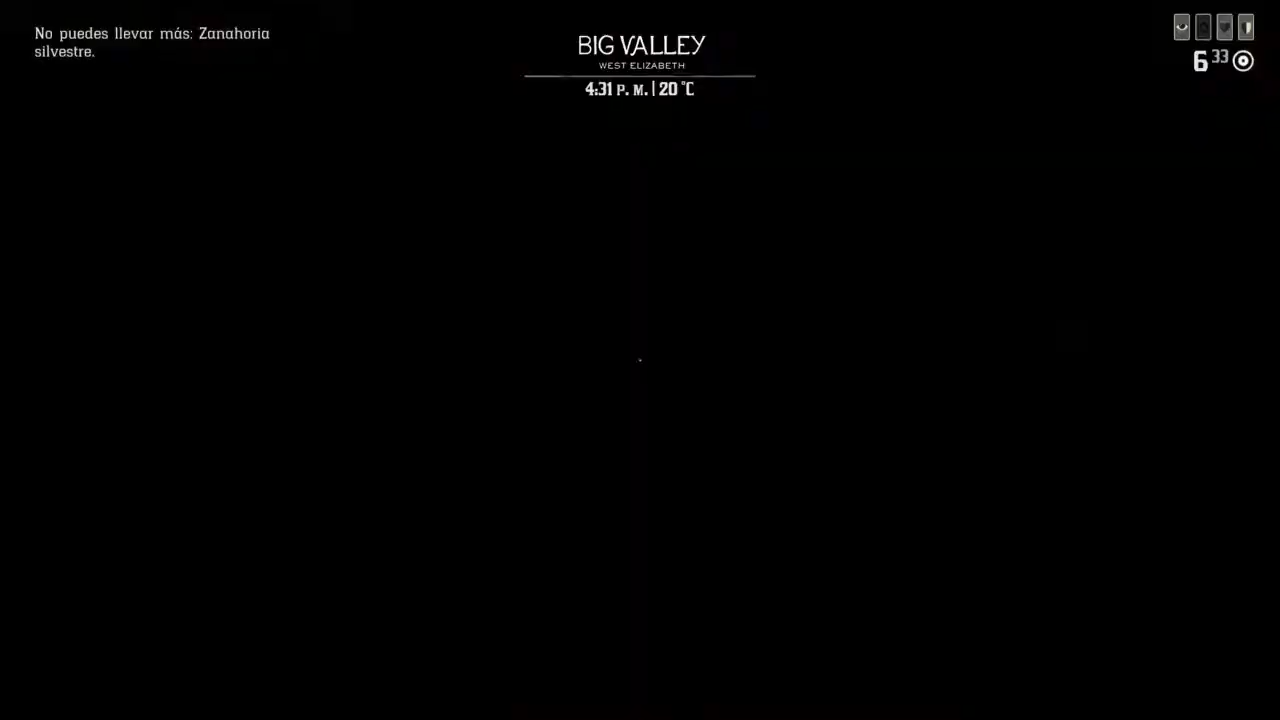 No puedes llevar más: Zanahoria
silvestre.
BIG VALLEY
WEST ELIZABETH
4:31 P. M. | 20 °C
6 33